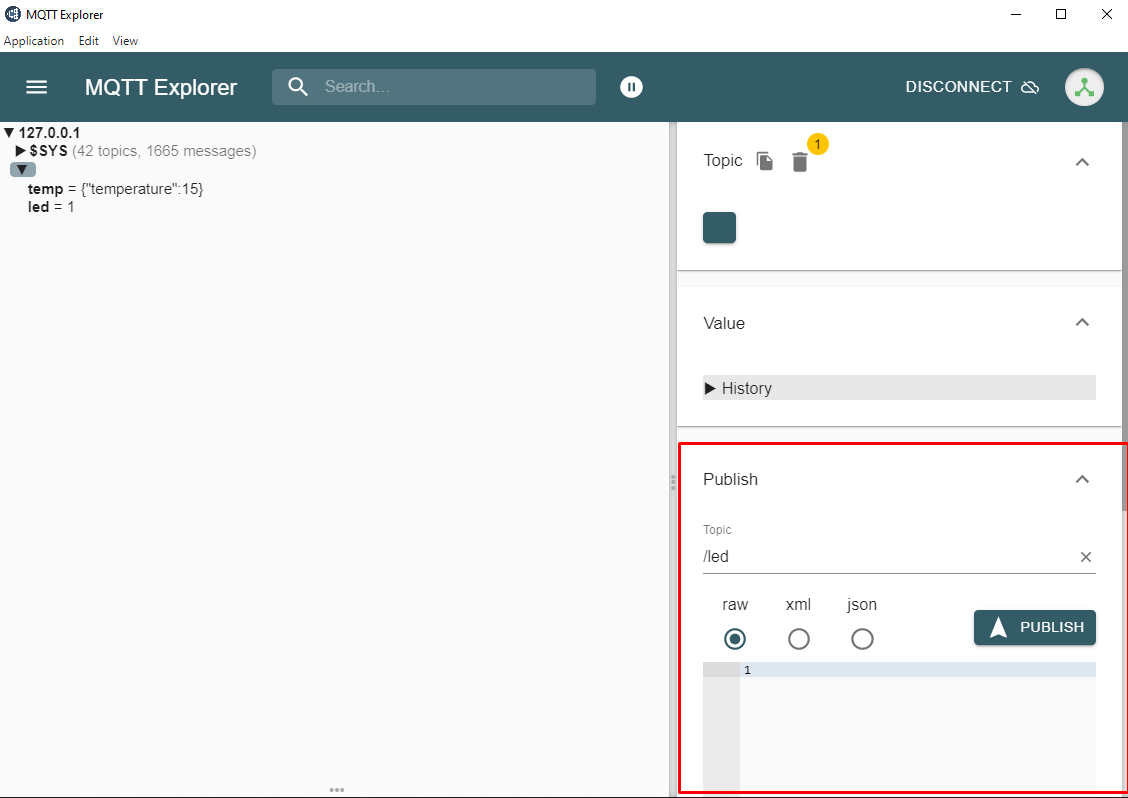 MQTT Explorer
Application Edit View
MQTT Explorer Search... DISCONNECT
▼ 127.0.0.1
▶ $SYS (42 topics, 1665 messages)
▼
temp = {"temperature":15}
led = 1
Topic 1
Value
▶ History
Publish
Topic
/led
raw xml json
PUBLISH
1